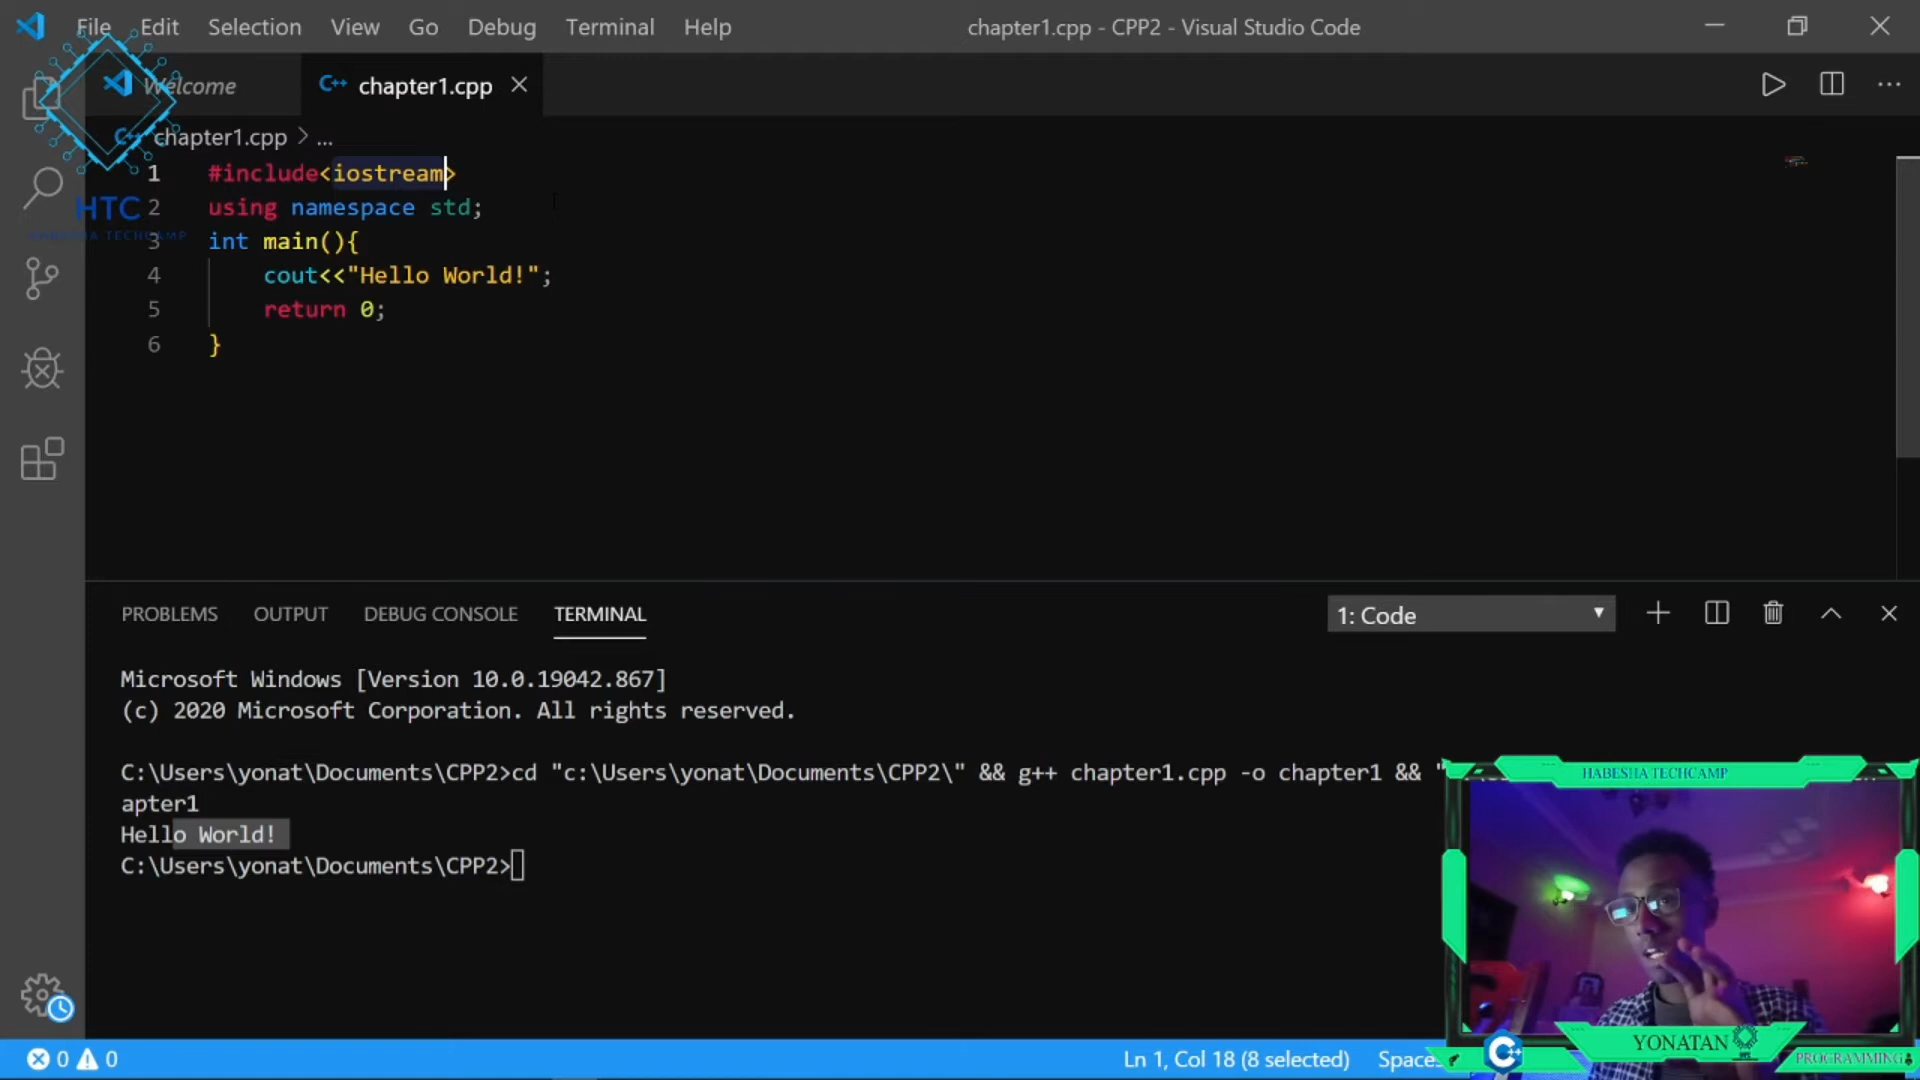 File Edit Selection View Go Debug Terminal Help chapter1.cpp - CPP2 - Visual Studio Code
Welcome C++ chapter1.cpp
C++ chapter1.cpp > ...
1 #include<iostream>
HTC 2 using namespace std;
HABESHA TECHCAMP
3 int main(){
4 cout<<"Hello World!";
5 return 0;
6 }
PROBLEMS OUTPUT DEBUG CONSOLE TERMINAL 1: Code
Microsoft Windows [Version 10.0.19042.867]
(c) 2020 Microsoft Corporation. All rights reserved.
C:\Users\yonat\Documents\CPP2>cd "c:\Users\yonat\Documents\CPP2\" && g++ chapter1.cpp -o chapter1 && "
apter1
Hello World!
C:\Users\yonat\Documents\CPP2>
HABESHA TECHCAMP
YONATAN
C++
PROGRAMMING
0 0 Ln 1, Col 18 (8 selected) Spaces